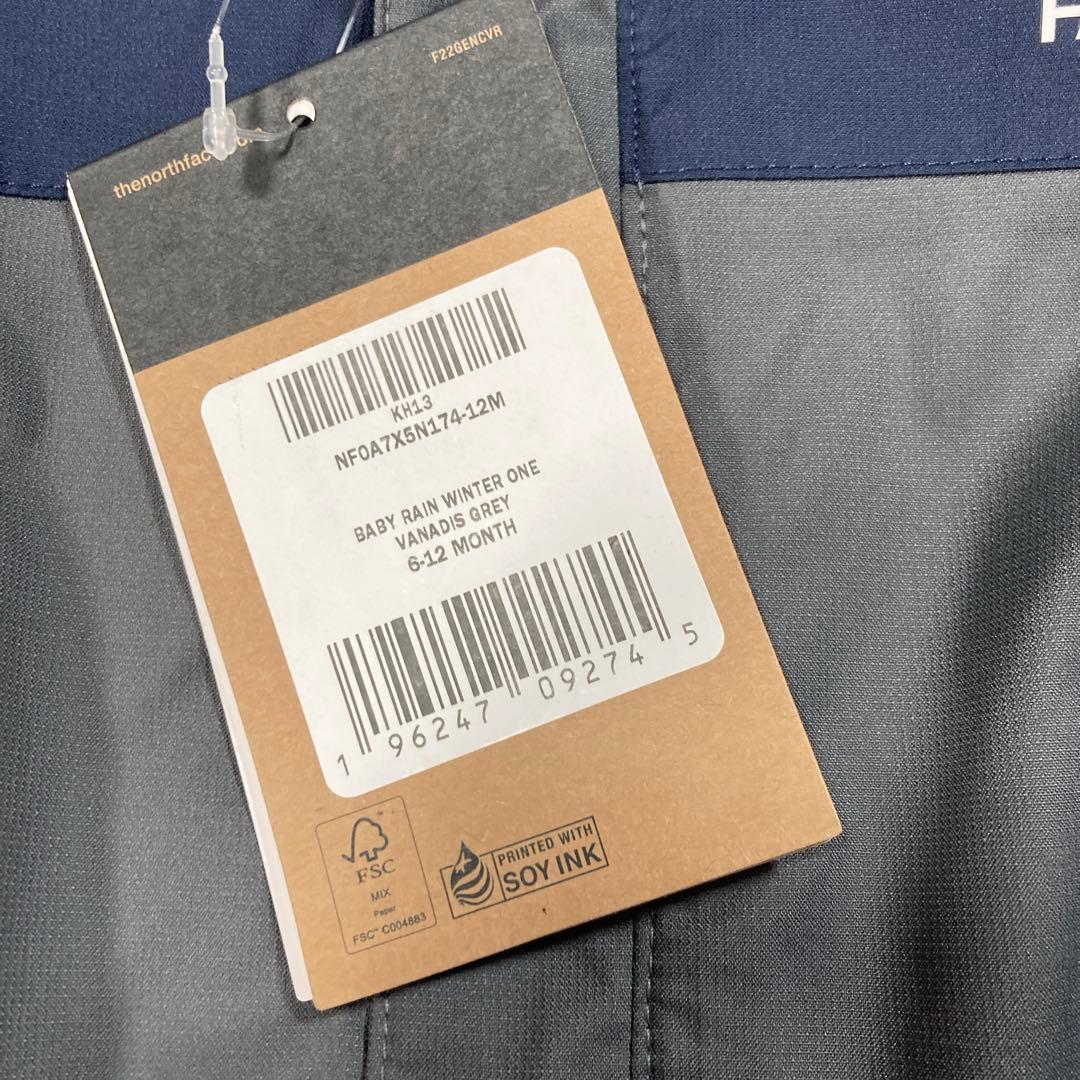 F22GENCVR
thenorthfac
KH13
NF0A7X5N174-12M
BABY RAIN WINTER ONE
VANADIS GREY
6-12 MONTH
1 96247 09274 5
FSC
MIX
Paper
FSC™ C004883
PRINTED WITH
SOY INK